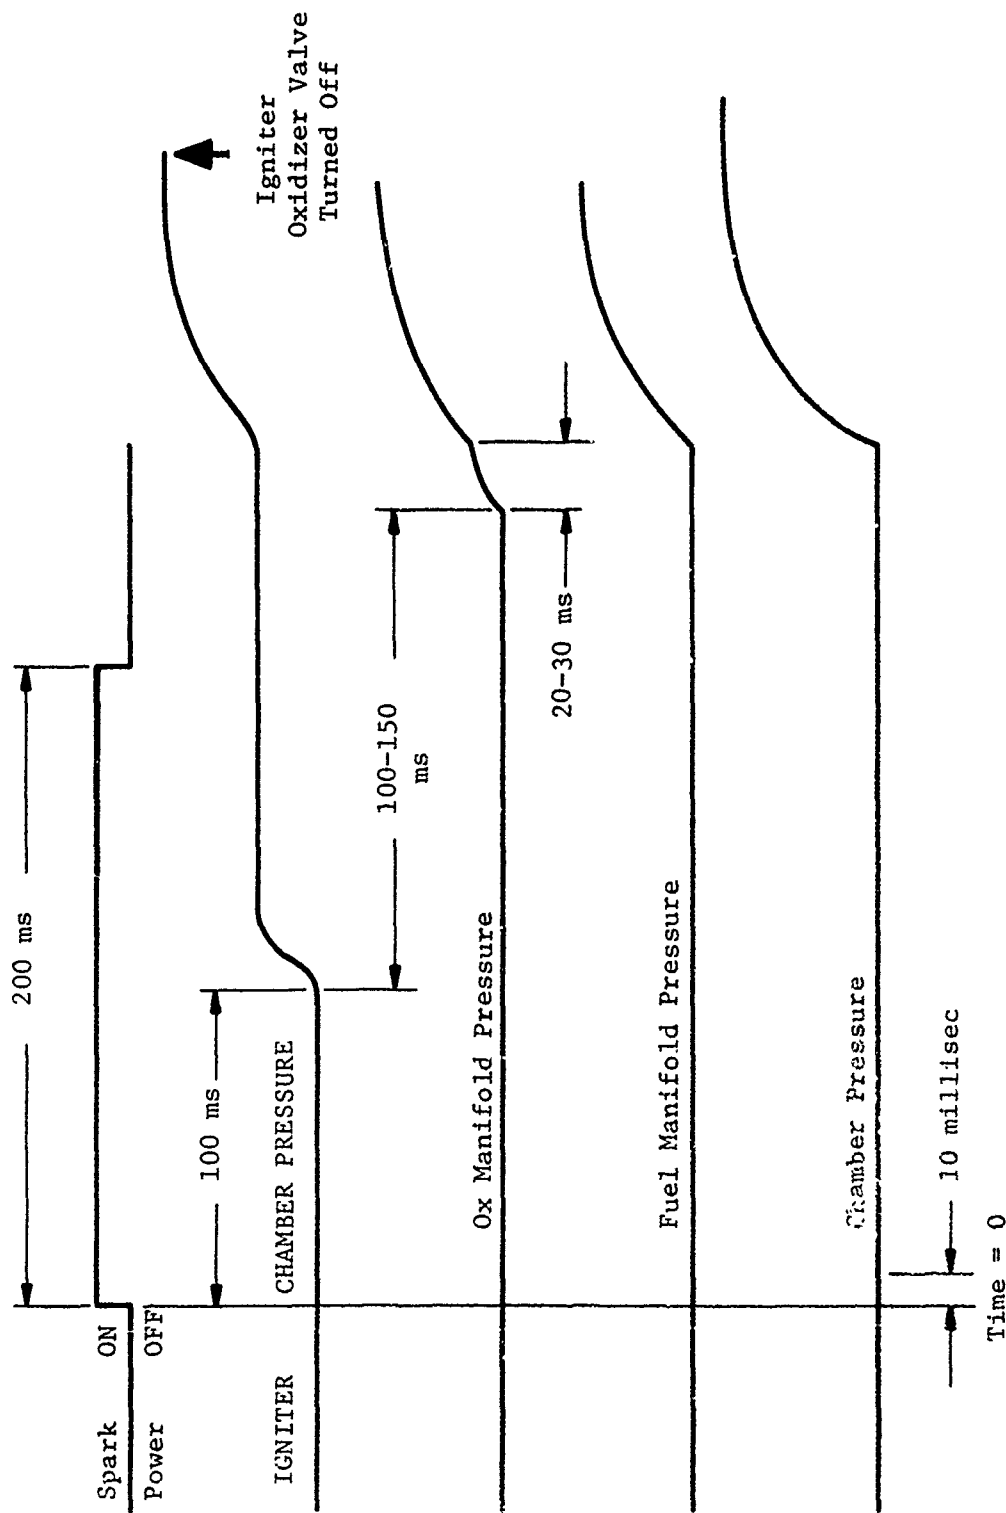 200 ms
Spark ON
Power OFF
Igniter
Oxidizer Valve
Turned Off
100 ms
IGNITER CHAMBER PRESSURE
100-150
ms
Ox Manifold Pressure
20-30 ms
Fuel Manifold Pressure
Chamber Pressure
10 millisec
Time = 0